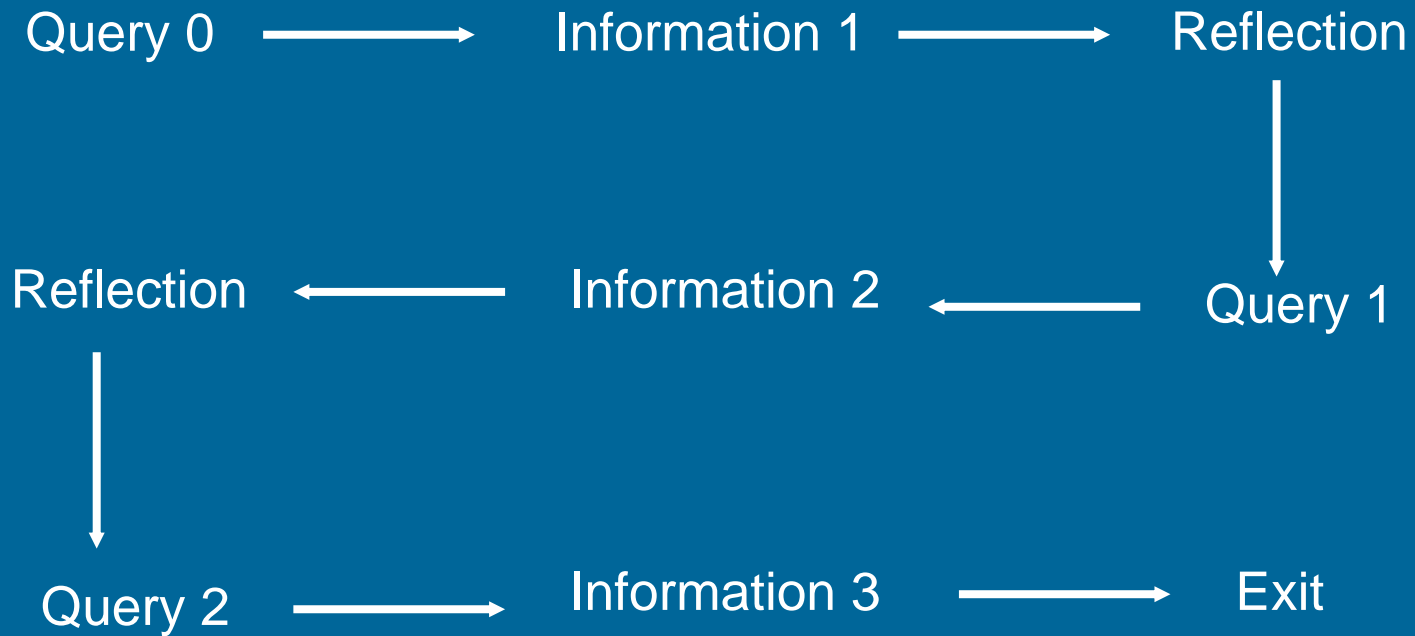 Query 0 Information 1 Reflection
Reflection Information 2 Query 1
Query 2 Information 3 Exit